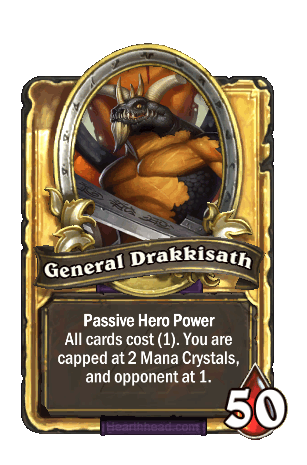 General Drakkisath
Passive Hero Power
All cards cost (1). You are
capped at 2 Mana Crystals,
and opponent at 1.
50
Hearthhead.com